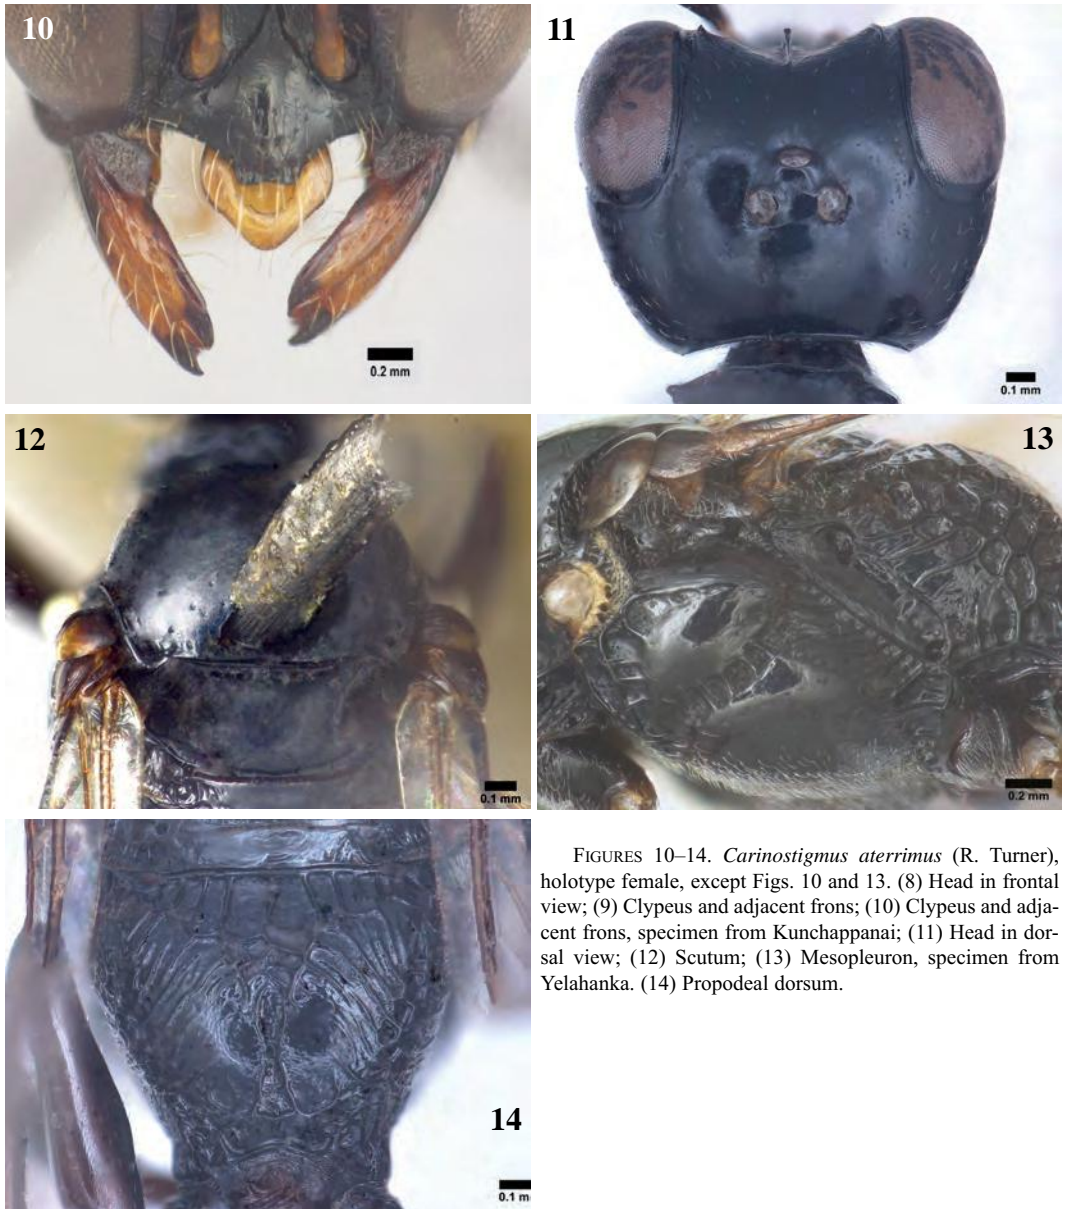 10
0.2 mm
11
0.1 mm
12
0.1 mm
13
0.2 mm
14
0.1 m
FIGURES 10–14. Carinostigmus aterrimus (R. Turner),
holotype female, except Figs. 10 and 13. (8) Head in frontal
view; (9) Clypeus and adjacent frons; (10) Clypeus and adja-
cent frons, specimen from Kunchappanai; (11) Head in dor-
sal view; (12) Scutum; (13) Mesopleuron, specimen from
Yelahanka. (14) Propodeal dorsum.